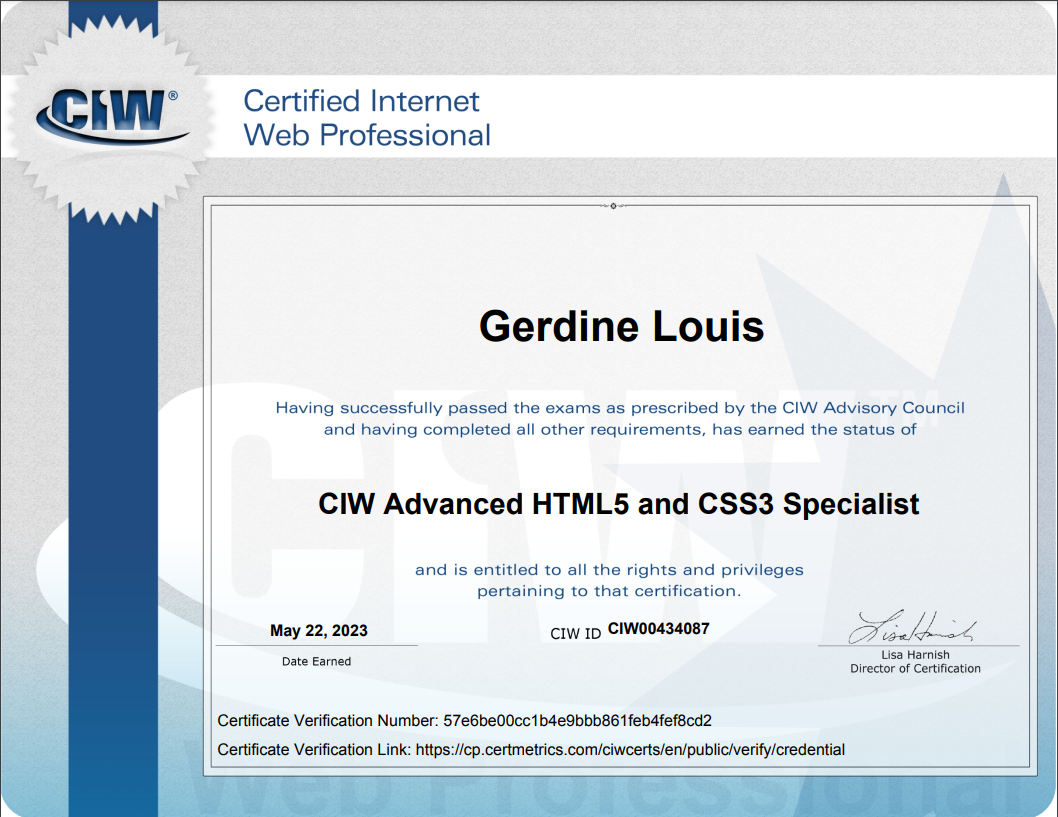 CIW®
Certified Internet
Web Professional
Gerdine Louis
Having successfully passed the exams as prescribed by the CIW Advisory Council
and having completed all other requirements, has earned the status of
CIW Advanced HTML5 and CSS3 Specialist
and is entitled to all the rights and privileges
pertaining to that certification.
May 22, 2023
Date Earned
CIW ID CIW00434087
Lisa Harnish
Lisa Harnish
Director of Certification
Certificate Verification Number: 57e6be00cc1b4e9bbb861feb4fef8cd2
Certificate Verification Link: https://cp.certmetrics.com/ciwcerts/en/public/verify/credential
CIW TM
Web Professional